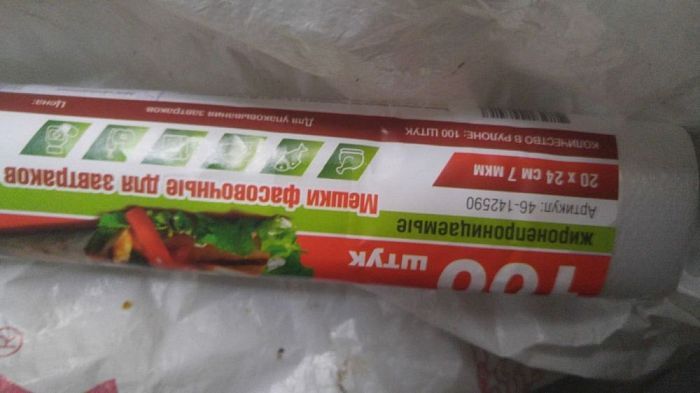 100
штук
жиронепроницаемые
Артикул: 46-142590
Мешки фасовочные для завтраков
20 х 24 см 7 мкм
КОЛИЧЕСТВО В РУЛОНЕ: 100 ШТУК
Для упаковывания завтраков
Цена: